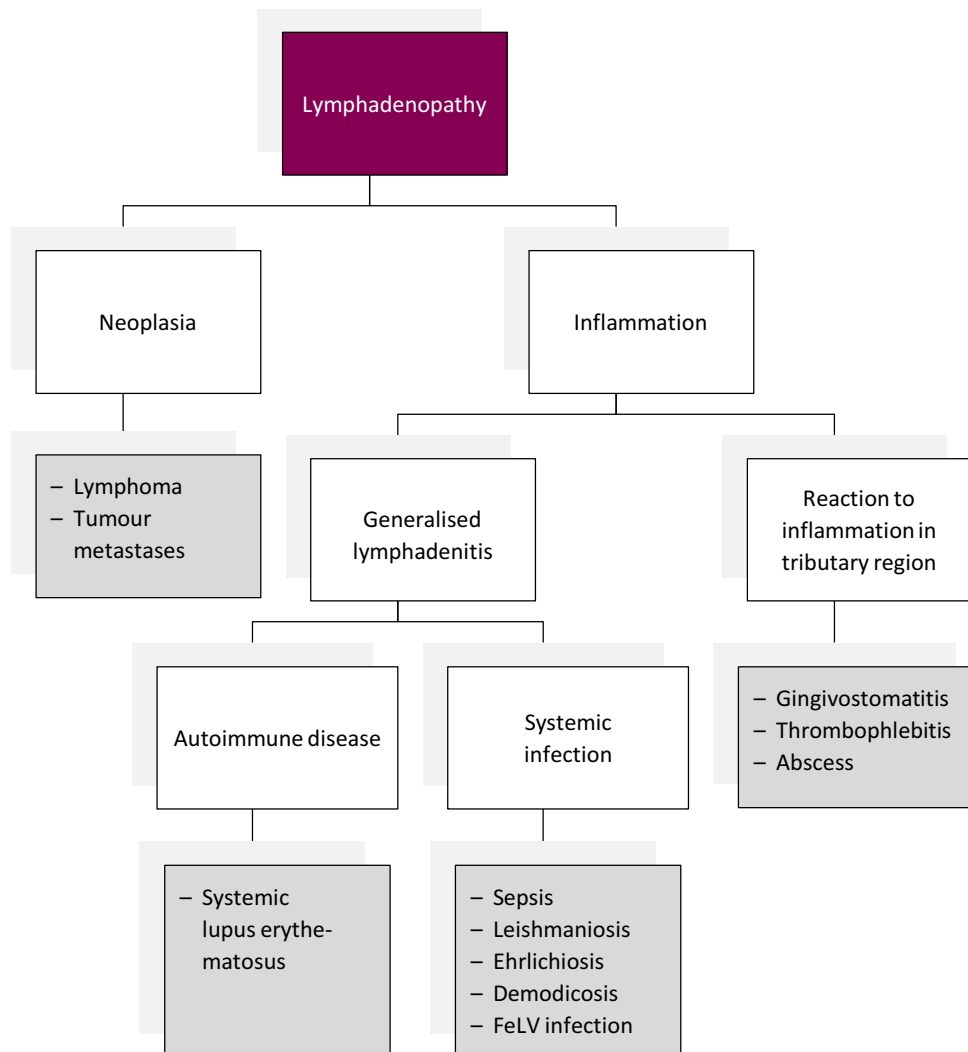 Lymphadenopathy
Neoplasia
Inflammation
– Lymphoma
– Tumour
metastases
Generalised
lymphadenitis
Reaction to
inflammation in
tributary region
Autoimmune disease
Systemic
infection
– Gingivostomatitis
– Thrombophlebitis
– Abscess
– Systemic
lupus erythe-
matosus
– Sepsis
– Leishmaniosis
– Ehrlichiosis
– Demodicosis
– FeLV infection